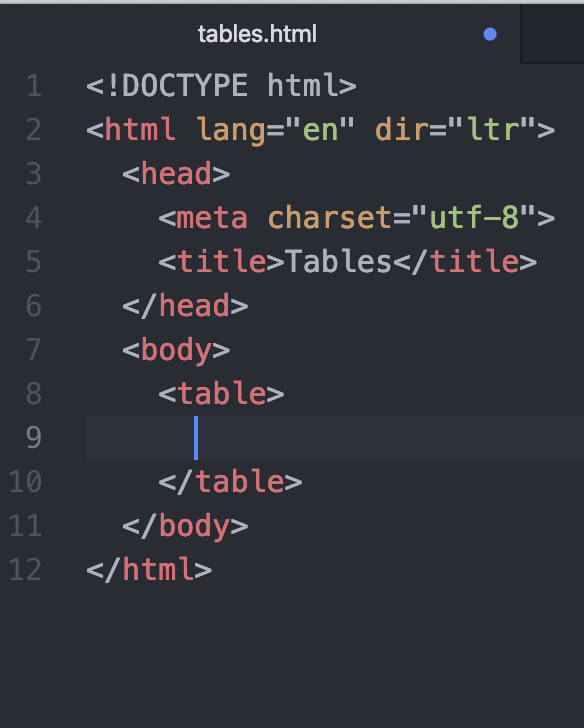 tables.html
1 <!DOCTYPE html>
2 <html lang="en" dir="ltr">
3   <head>
4     <meta charset="utf-8">
5     <title>Tables</title>
6   </head>
7   <body>
8     <table>
9
10     </table>
11   </body>
12 </html>